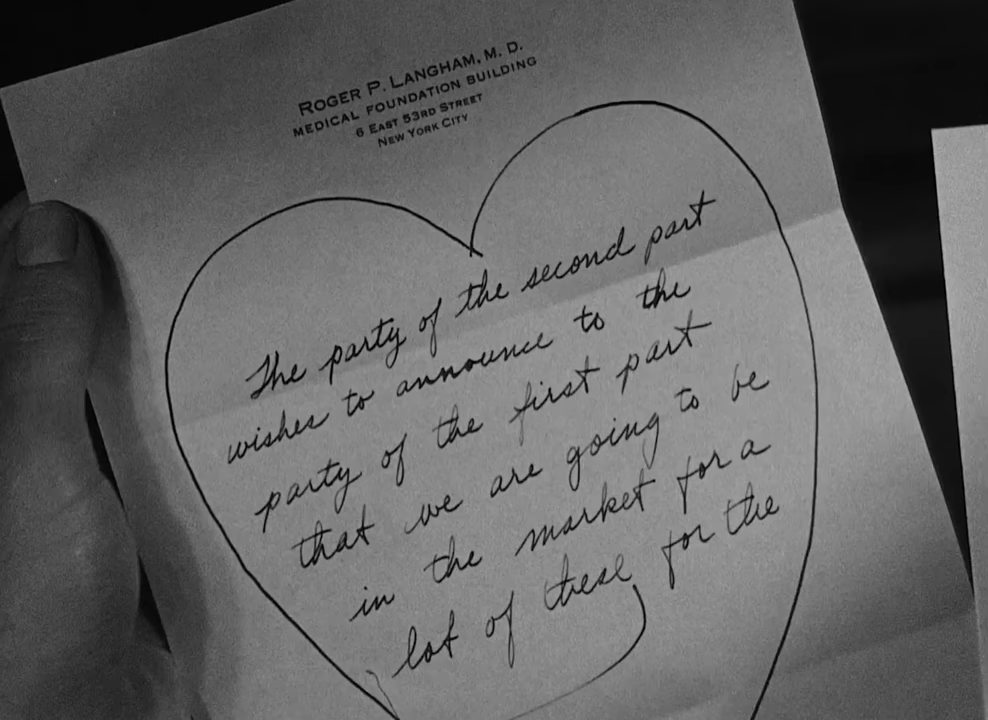 ROGER P. LANGHAM, M. D.
MEDICAL FOUNDATION BUILDING
6 EAST 53RD STREET
NEW YORK CITY
The party of the second part
wishes to announce to the
party of the first part
that we are going to be
in the market for a
lot of these for the